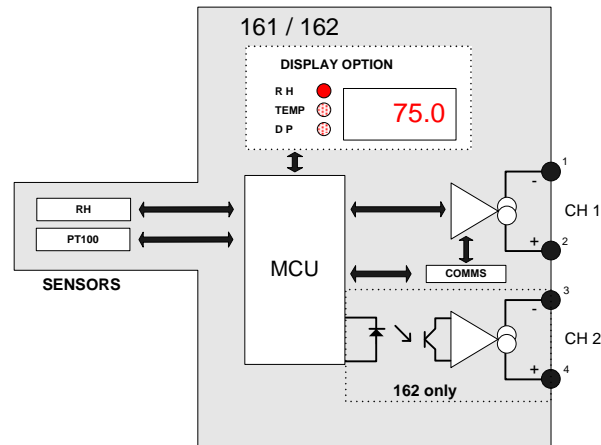 161 / 162
DISPLAY OPTION
R H
TEMP
D P
75.0
1
-
CH 1
+
2
RH
PT100
SENSORS
MCU
COMMS
3
-
CH 2
+
4
162 only